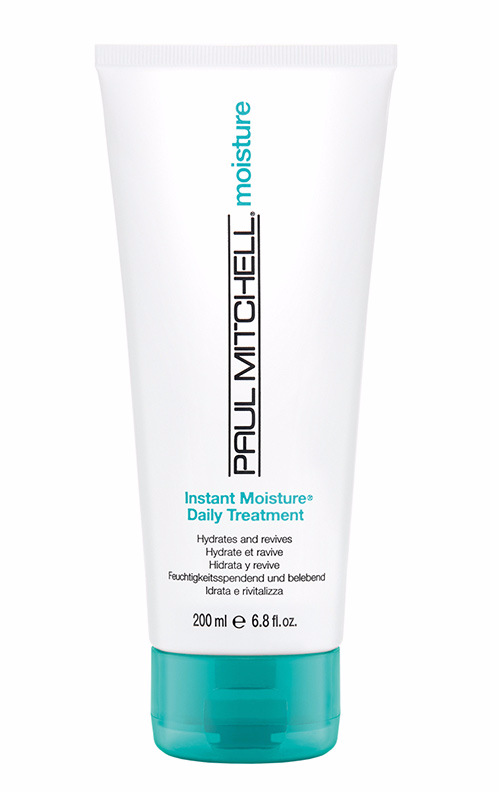 PAUL MITCHELL® moisture
Instant Moisture®
Daily Treatment
Hydrates and revives
Hydrate et ravive
Hidrata y revive
Feuchtigkeitsspendend und belebend
Idrata e rivitalizza
200 ml ℮ 6.8 fl. oz.